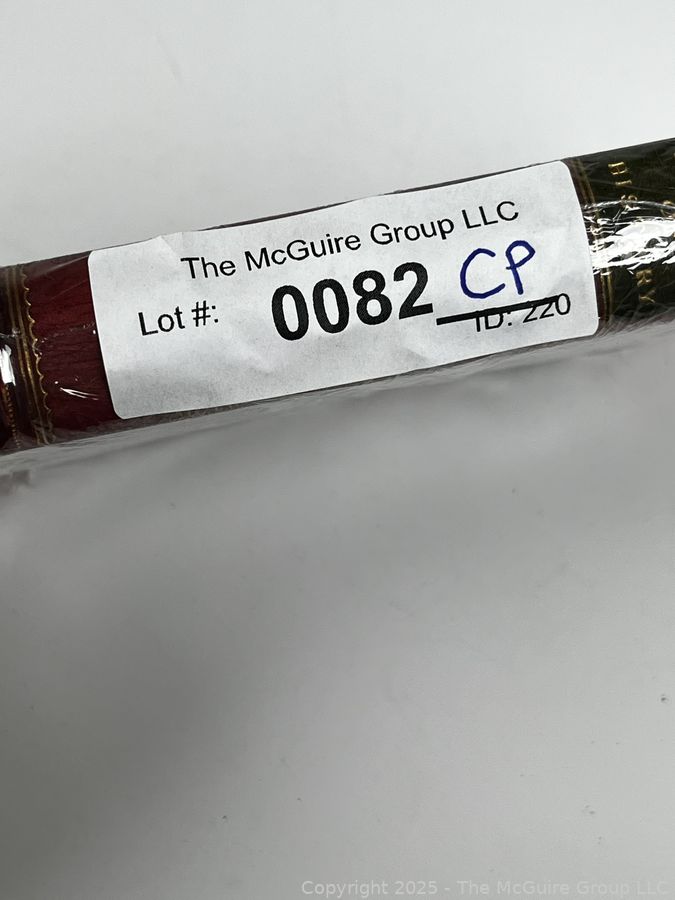 The McGuire Group LLC
Lot #: 0082 CP
ID: 220
Copyright 2025 - The McGuire Group LLC